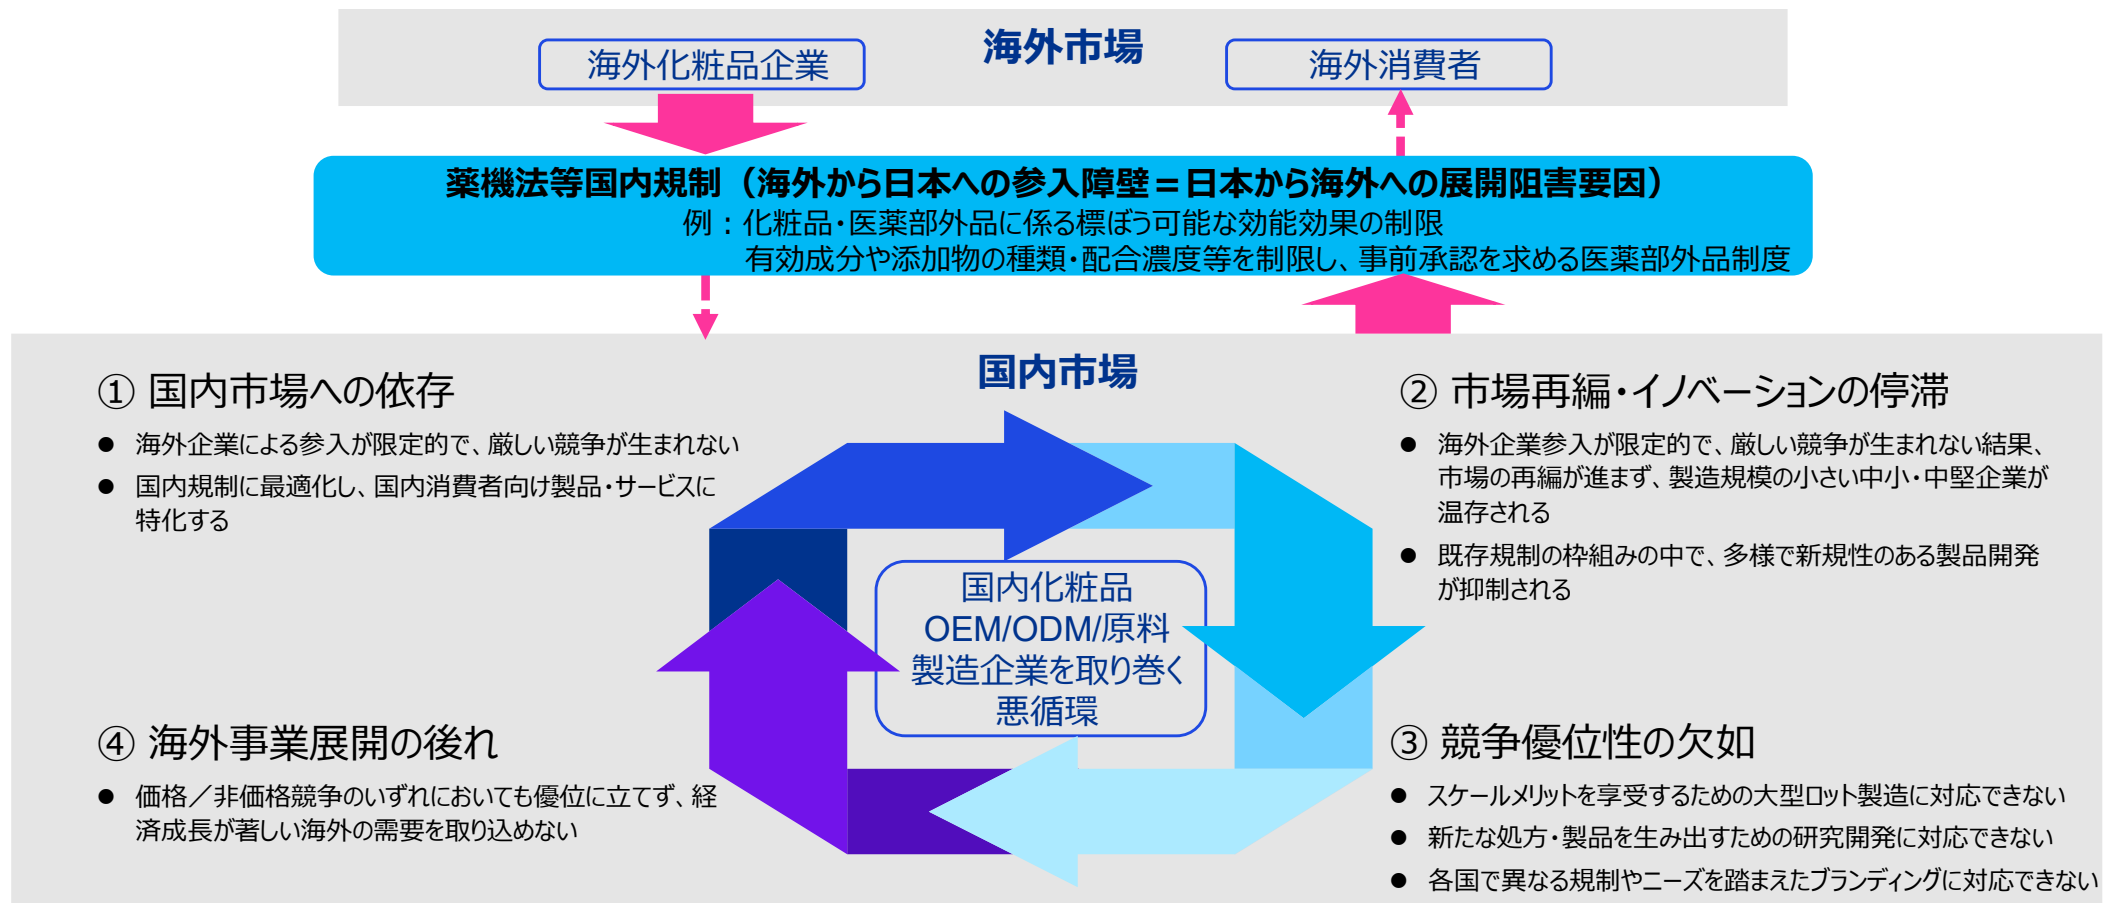 海外市場
海外化粧品企業
海外消費者
薬機法等国内規制（海外から日本への参入障壁＝日本から海外への展開阻害要因）
例：化粧品・医薬部外品に係る標ぼう可能な効能効果の制限
有効成分や添加物の種類・配合濃度等を制限し、事前承認を求める医薬部外品制度
国内市場
① 国内市場への依存
● 海外企業による参入が限定的で、厳しい競争が生まれない
● 国内規制に最適化し、国内消費者向け製品・サービスに
特化する
② 市場再編・イノベーションの停滞
● 海外企業参入が限定的で、厳しい競争が生まれない結果、
市場の再編が進まず、製造規模の小さい中小・中堅企業が
温存される
● 既存規制の枠組みの中で、多様で新規性のある製品開発
が抑制される
国内化粧品
OEM/ODM/原料
製造企業を取り巻く
悪循環
③ 競争優位性の欠如
● スケールメリットを享受するための大型ロット製造に対応できない
● 新たな処方・製品を生み出すための研究開発に対応できない
● 各国で異なる規制やニーズを踏まえたブランディングに対応できない
④ 海外事業展開の後れ
● 価格／非価格競争のいずれにおいても優位に立てず、経
済成長が著しい海外の需要を取り込めない